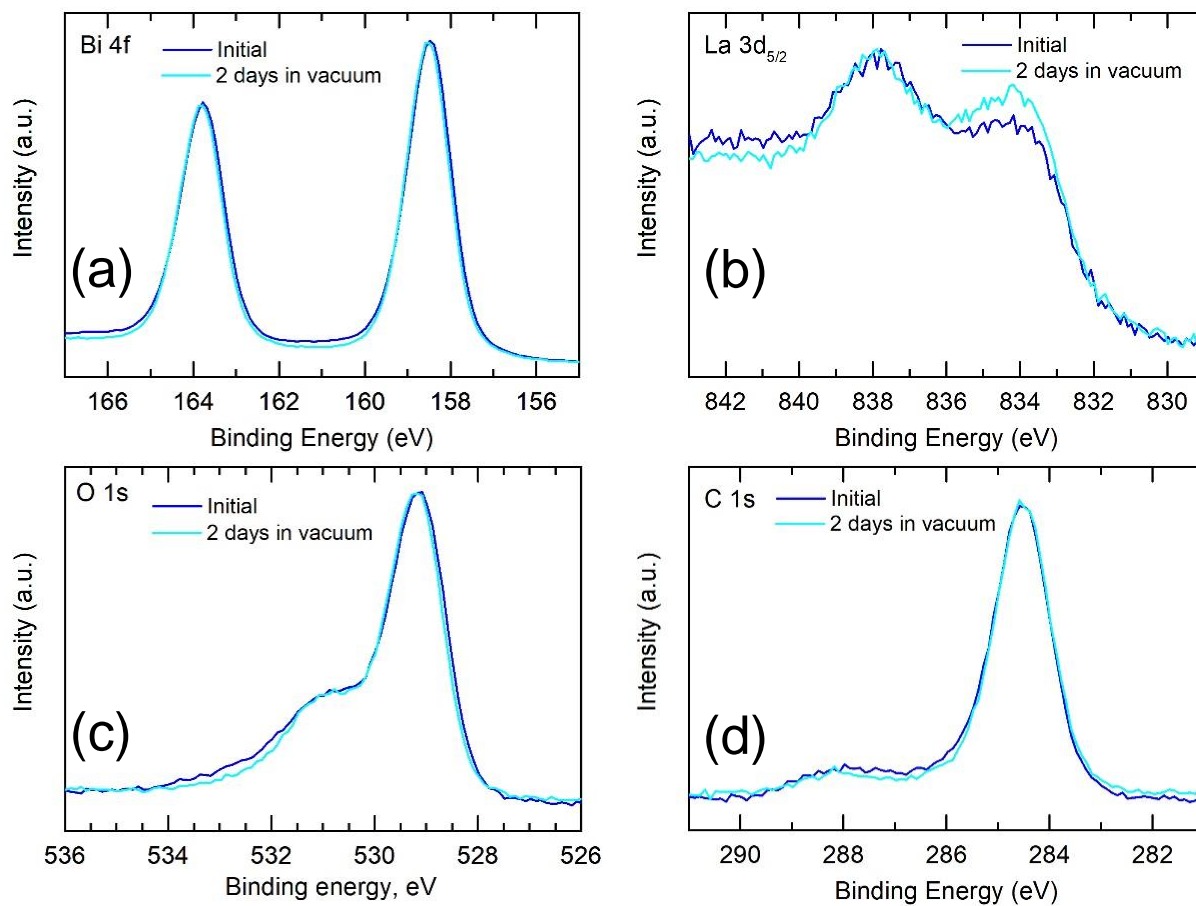 Bi 4f
Initial
2 days in vacuum
Intensity (a.u.)
(a)
166 164 162 160 158 156
Binding Energy (eV)
La 3d5/2
Initial
2 days in vacuum
Intensity (a.u.)
(b)
842 840 838 836 834 832 830
Binding Energy (eV)
O 1s
Initial
2 days in vacuum
Intensity (a.u.)
(c)
536 534 532 530 528 526
Binding energy, eV
C 1s
Initial
2 days in vacuum
Intensity (a.u.)
(d)
290 288 286 284 282
Binding Energy (eV)